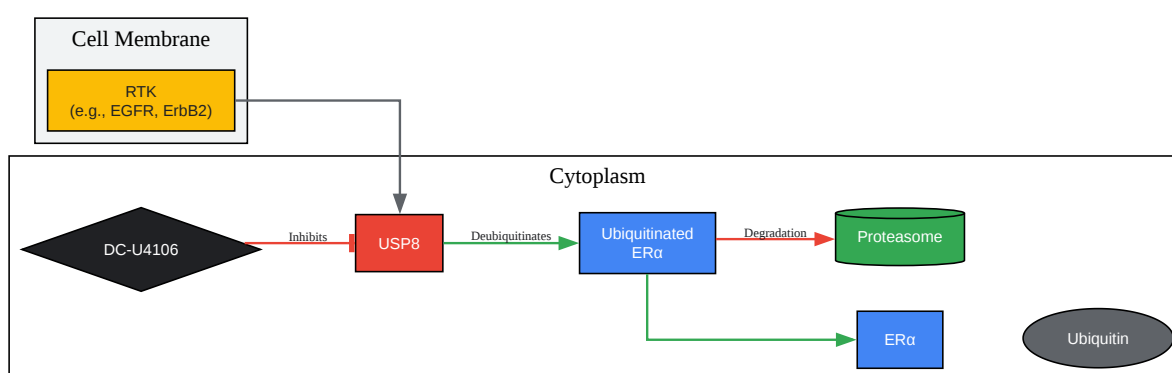 Cell Membrane
RTK
(e.g., EGFR, ErbB2)
Cytoplasm
DC-U4106
Inhibits
USP8
Deubiquitinates
Ubiquitinated
ERα
Degradation
Proteasome
ERα
Ubiquitin